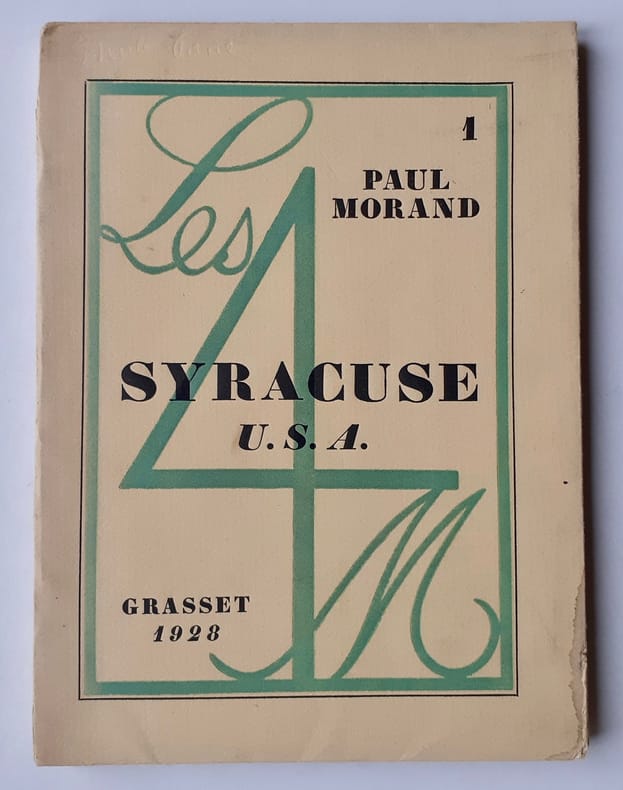 1
Les
PAUL
MORAND
4
SYRACUSE
U.S.A.
M
GRASSET
1928